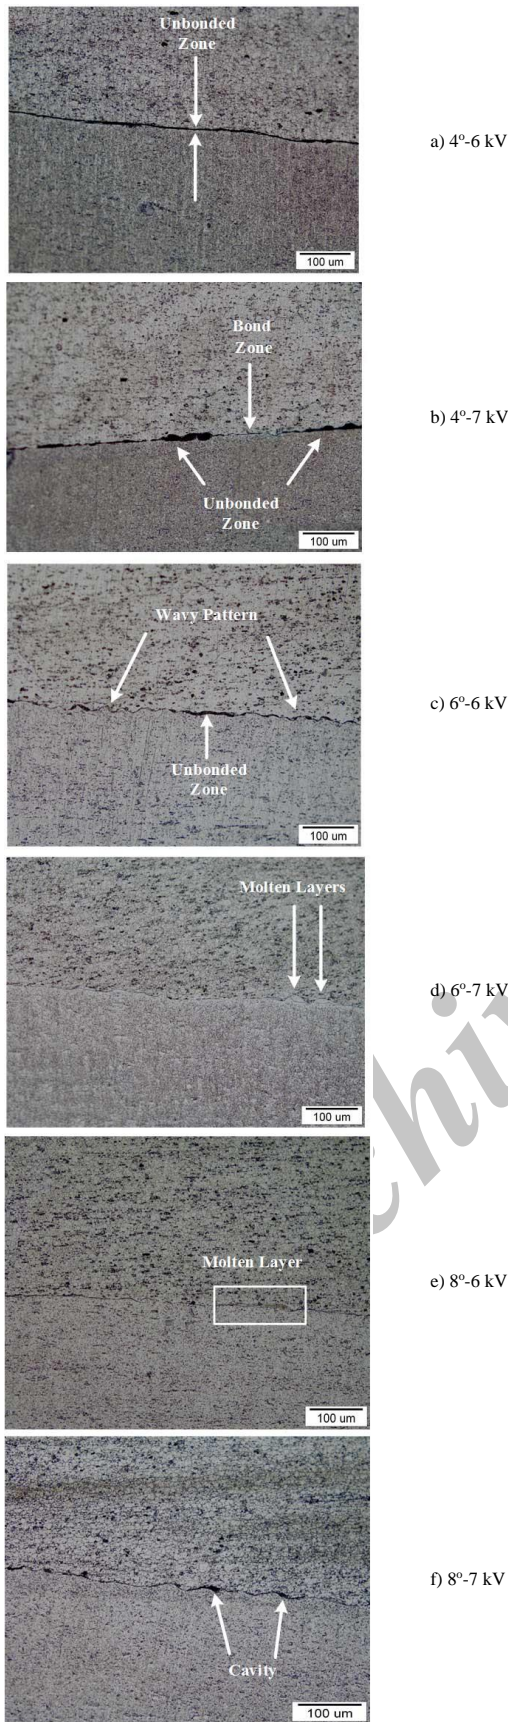 Unbonded
Zone
100 um
a) 4º-6 kV
Bond
Zone
Unbonded
Zone
100 um
b) 4º-7 kV
Wavy Pattern
Unbonded
Zone
100 um
c) 6º-6 kV
Molten Layers
100 um
d) 6º-7 kV
Molten Layer
100 um
e) 8º-6 kV
Cavity
100 um
f) 8º-7 kV